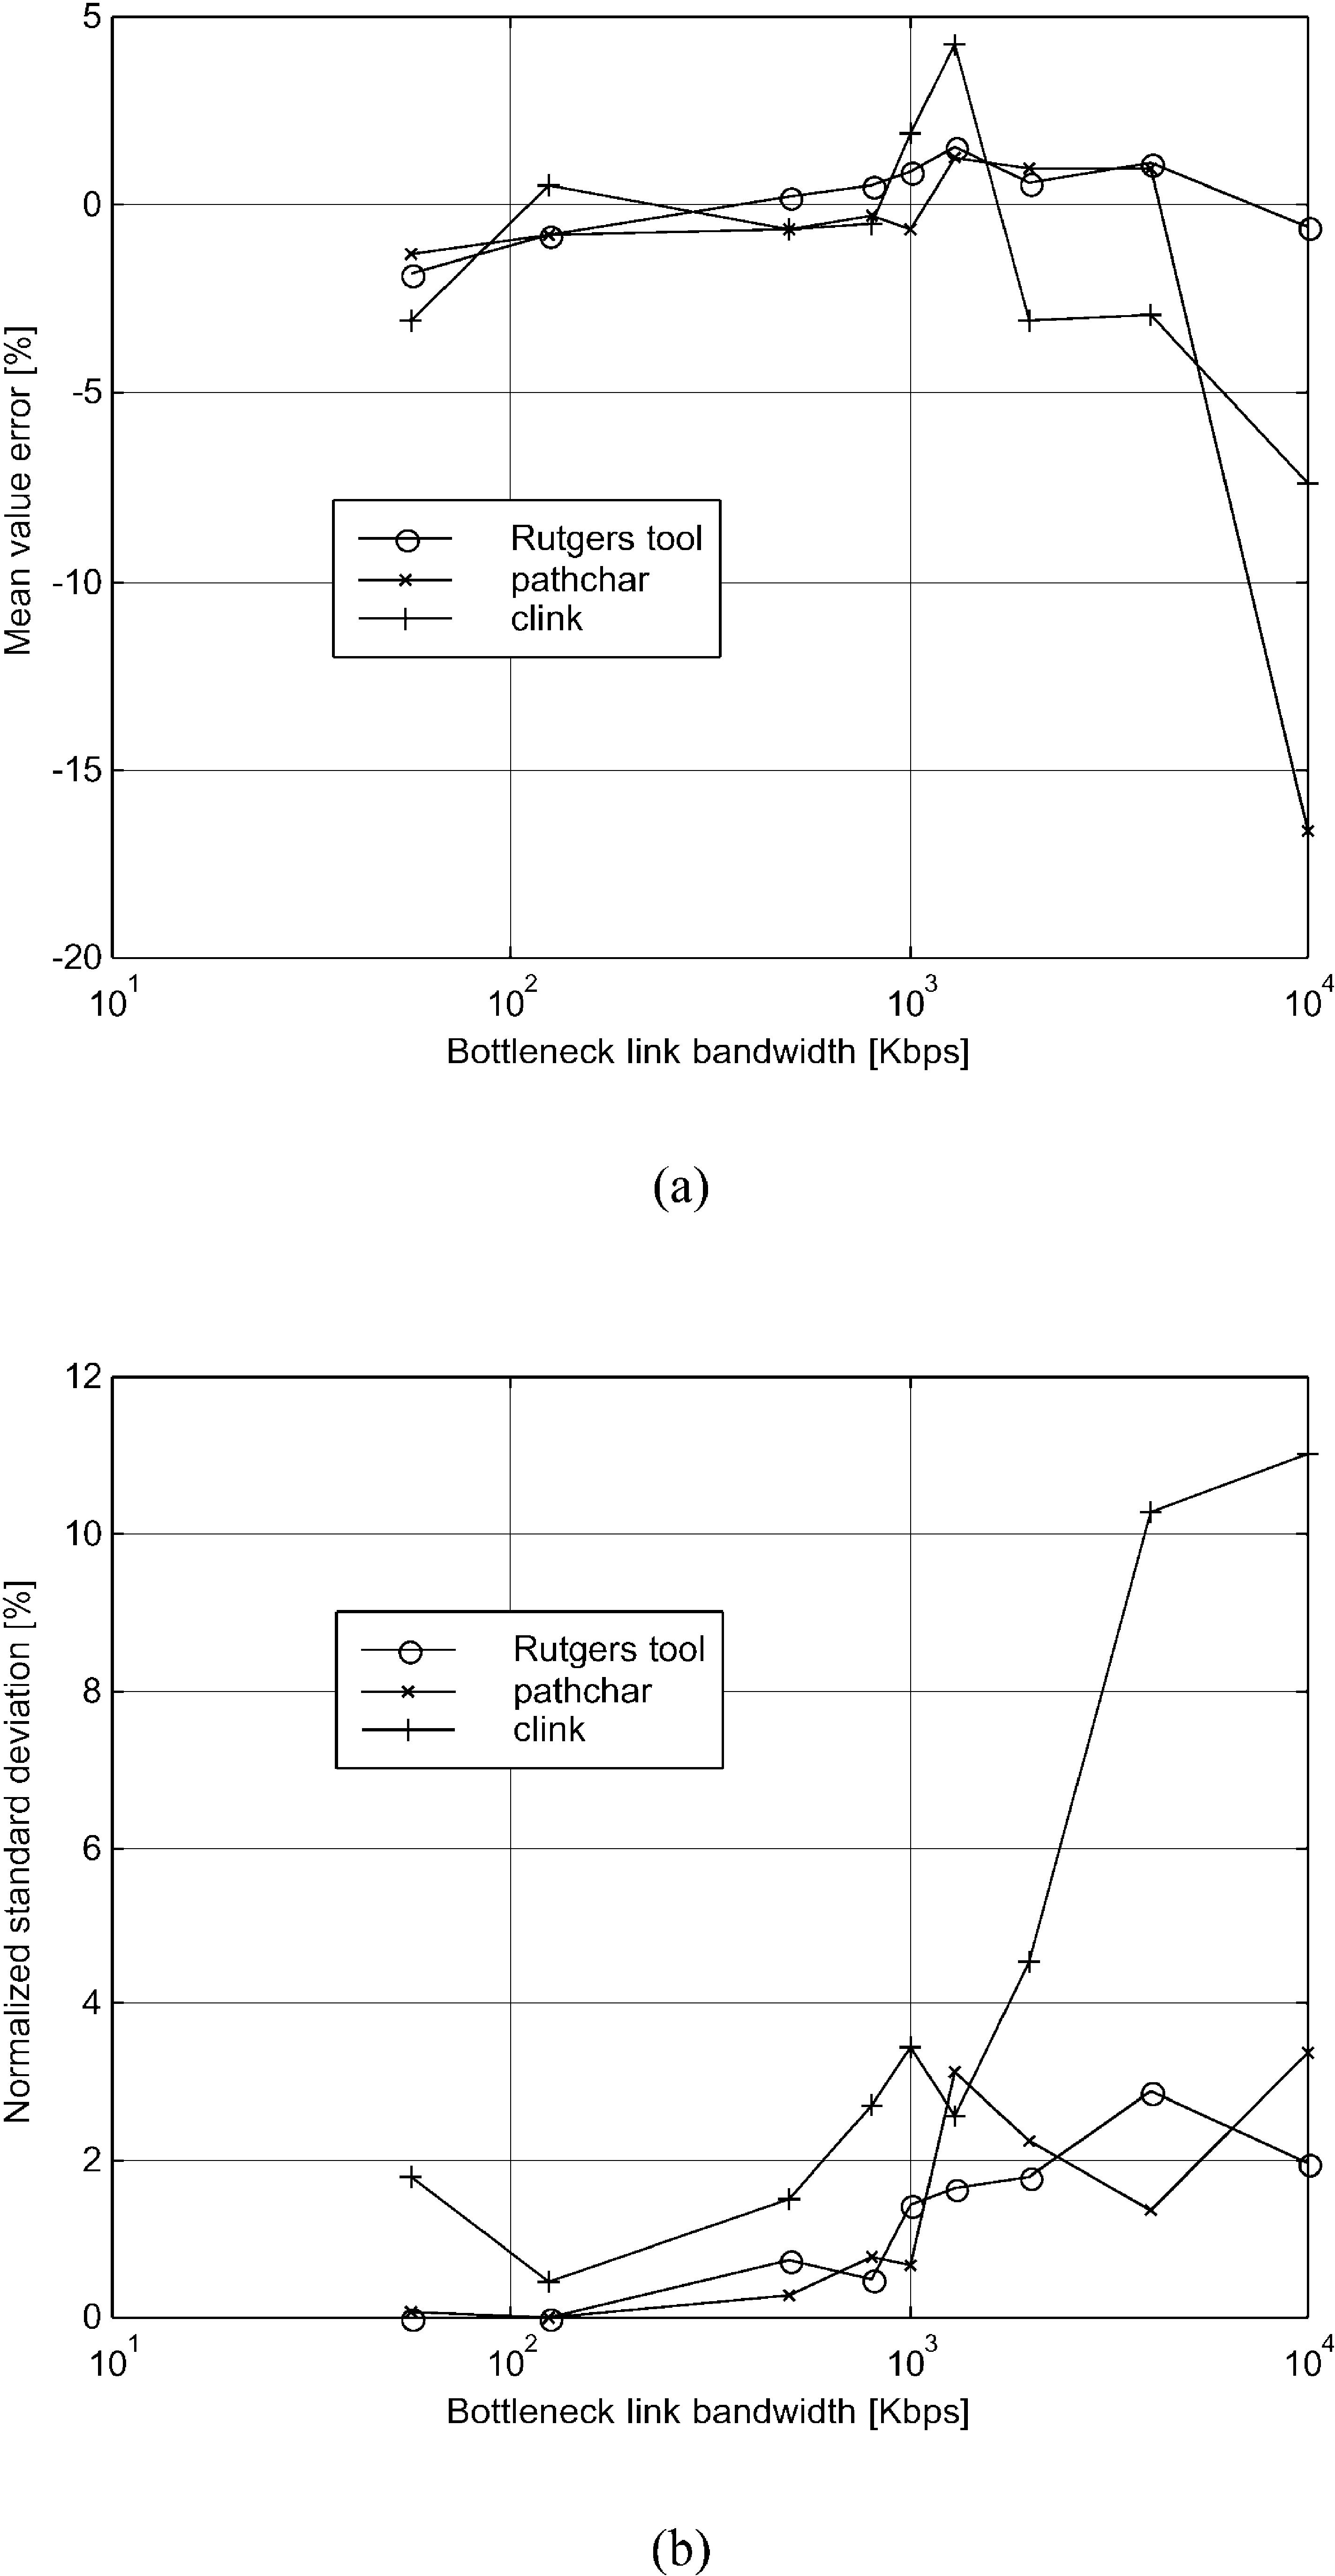 5
0
-5
-10
-15
-20
Mean value error [%]
Rutgers tool
pathchar
clink
10^1 10^2 10^3 10^4
Bottleneck link bandwidth [Kbps]
(a)
12
10
8
6
4
2
0
Normalized standard deviation [%]
Rutgers tool
pathchar
clink
10^1 10^2 10^3 10^4
Bottleneck link bandwidth [Kbps]
(b)